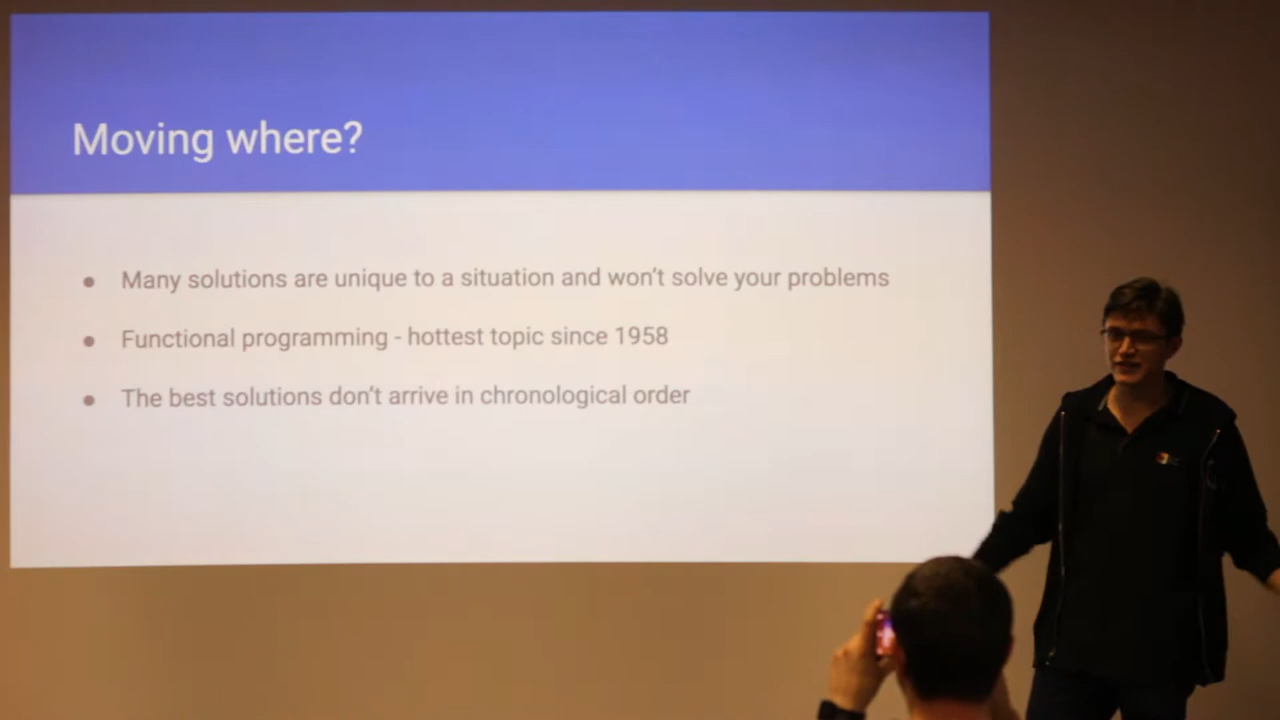 Moving where?
Many solutions are unique to a situation and won't solve your problems
Functional programming - hottest topic since 1958
The best solutions don't arrive in chronological order